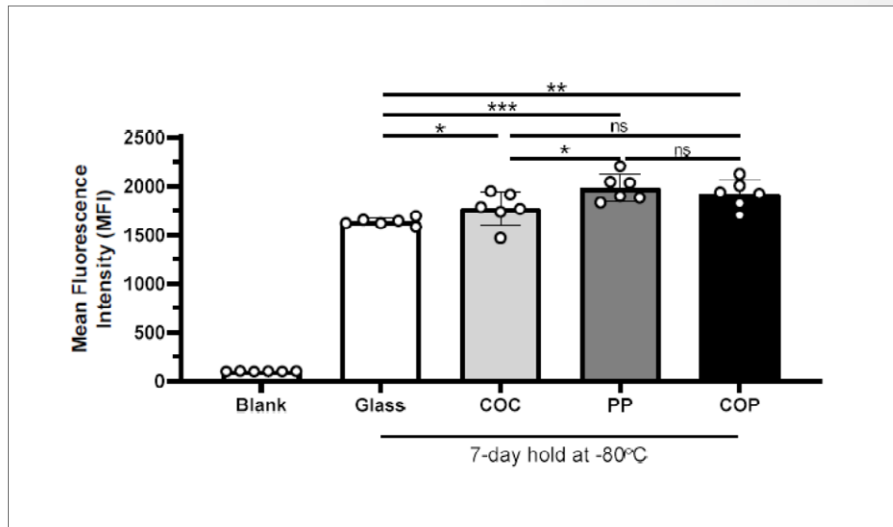 **
***
* ns
* ns
Mean Fluorescence
Intensity (MFI)
2500
2000
1500
1000
500
0
Blank Glass COC PP COP
7-day hold at -80ºC